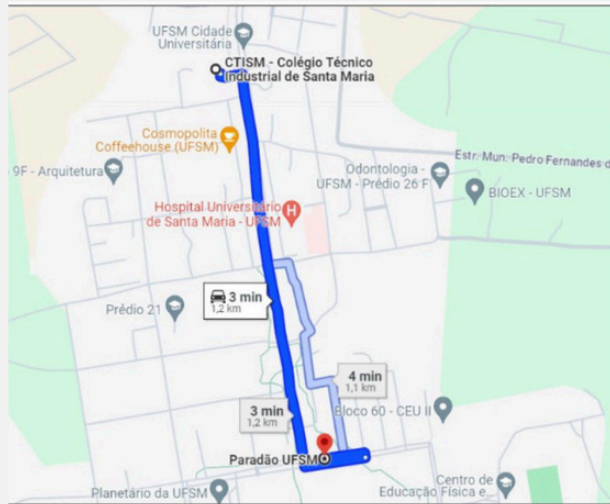 UFSM Cidade
Universitária
CTISM - Colégio Técnico
Industrial de Santa Maria
Cosmopolita
Coffeehouse (UFSM)
Estr. Mun. Pedro Fernandes d
9F - Arquitetura
Odontologia -
UFSM - Prédio 26 F
BIOEX - UFSM
Hospital Universitário
de Santa Maria - UFSM
H
3 min
1,2 km
Prédio 21
4 min
1,1 km
3 min
1,2 km
Bloco 60 - CEU II
Paradão UFSM
Planetário da UFSM
Centro de
Educação Física e...